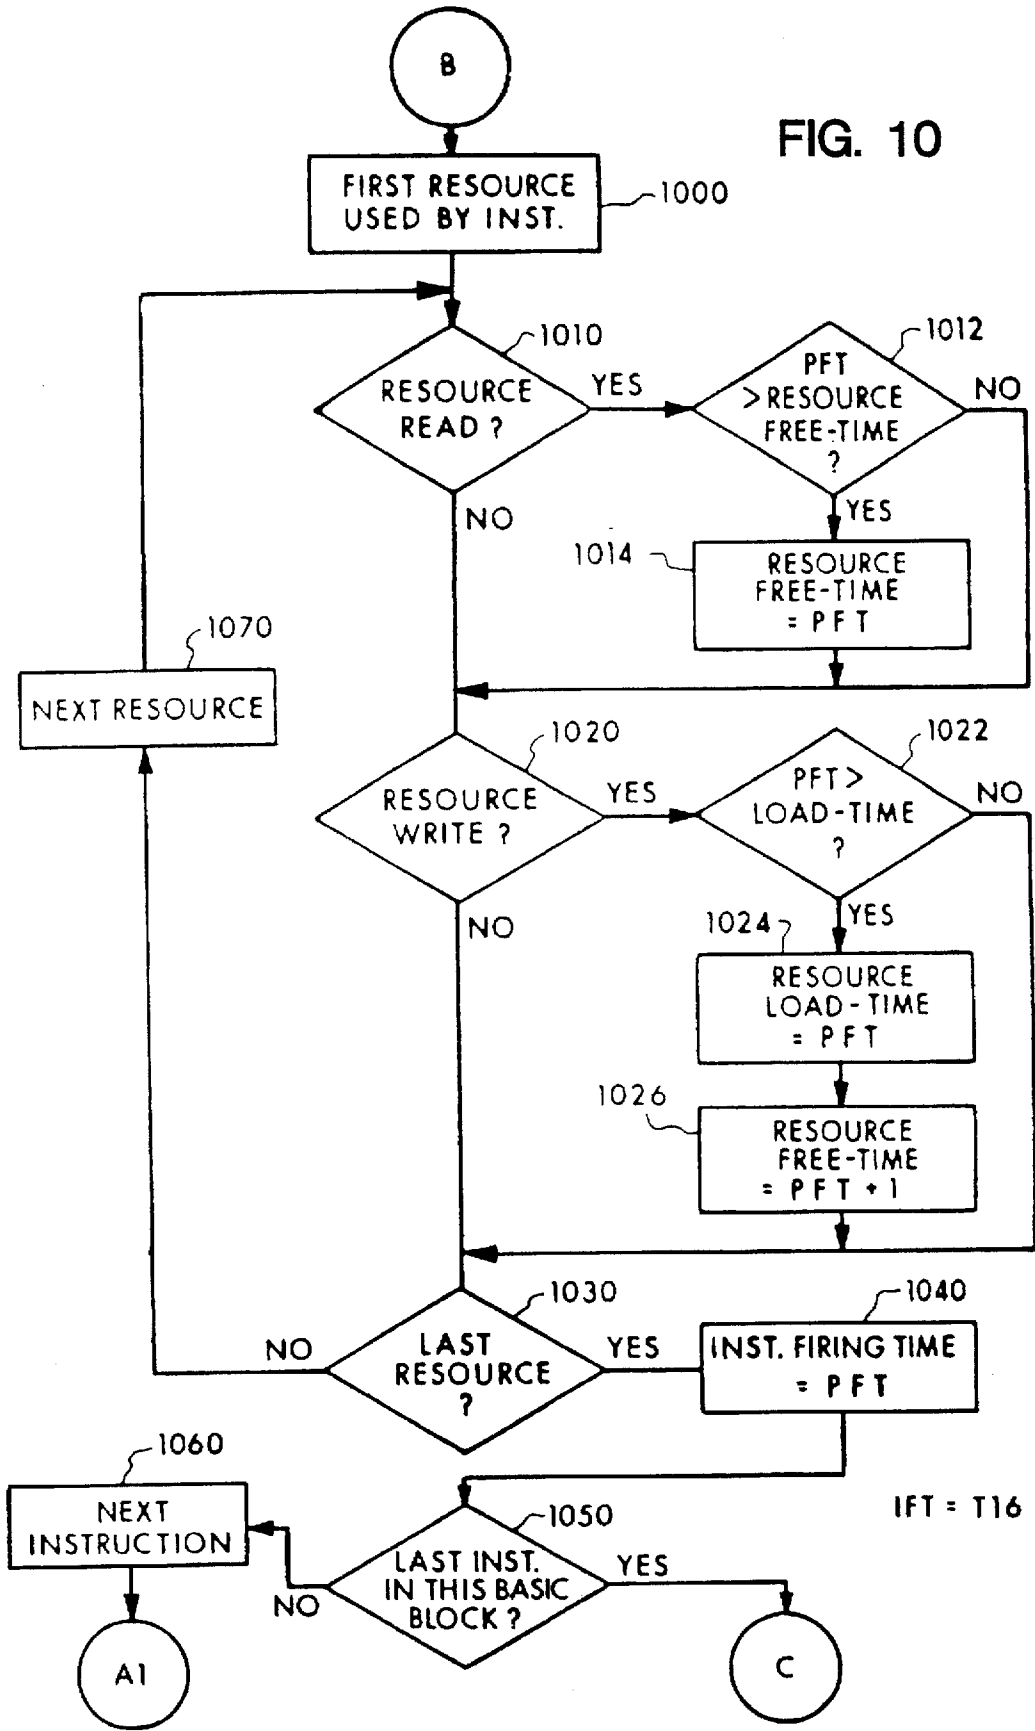 B
FIG. 10
FIRST RESOURCE
USED BY INST.
1000
1010
RESOURCE
READ ?
YES
NO
1012
PFT
>RESOURCE
FREE-TIME
?
NO
YES
1014
RESOURCE
FREE-TIME
= PFT
1070
NEXT RESOURCE
1020
RESOURCE
WRITE ?
YES
NO
1022
PFT >
LOAD-TIME
?
NO
YES
1024
RESOURCE
LOAD-TIME
= PFT
1026
RESOURCE
FREE-TIME
= PFT + 1
1030
LAST
RESOURCE
?
NO
YES
1040
INST. FIRING TIME
= PFT
1060
NEXT
INSTRUCTION
1050
LAST INST.
IN THIS BASIC
BLOCK ?
NO
YES
IFT = T16
A1
C